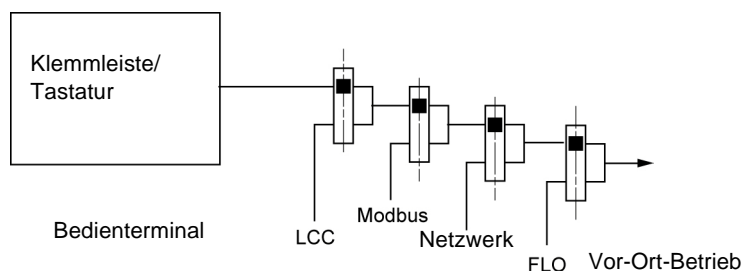 Klemmleiste/
Tastatur
Bedienterminal
LCC
Modbus
Netzwerk
FLO
Vor-Ort-Betrieb